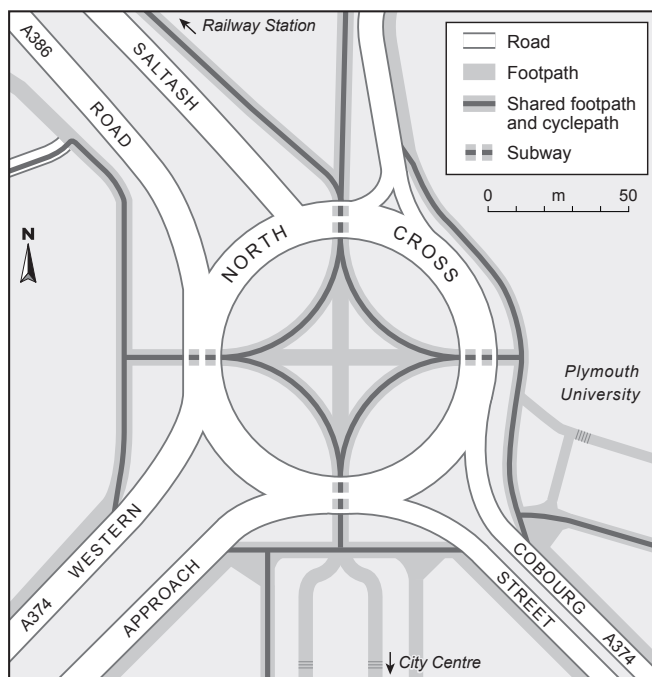 Railway Station
A386
ROAD
SALTASH
Road
Footpath
Shared footpath
and cyclepath
Subway
0 m 50
N
NORTH
CROSS
Plymouth
University
A374 WESTERN
APPROACH
COBOURG
STREET
A374
City Centre